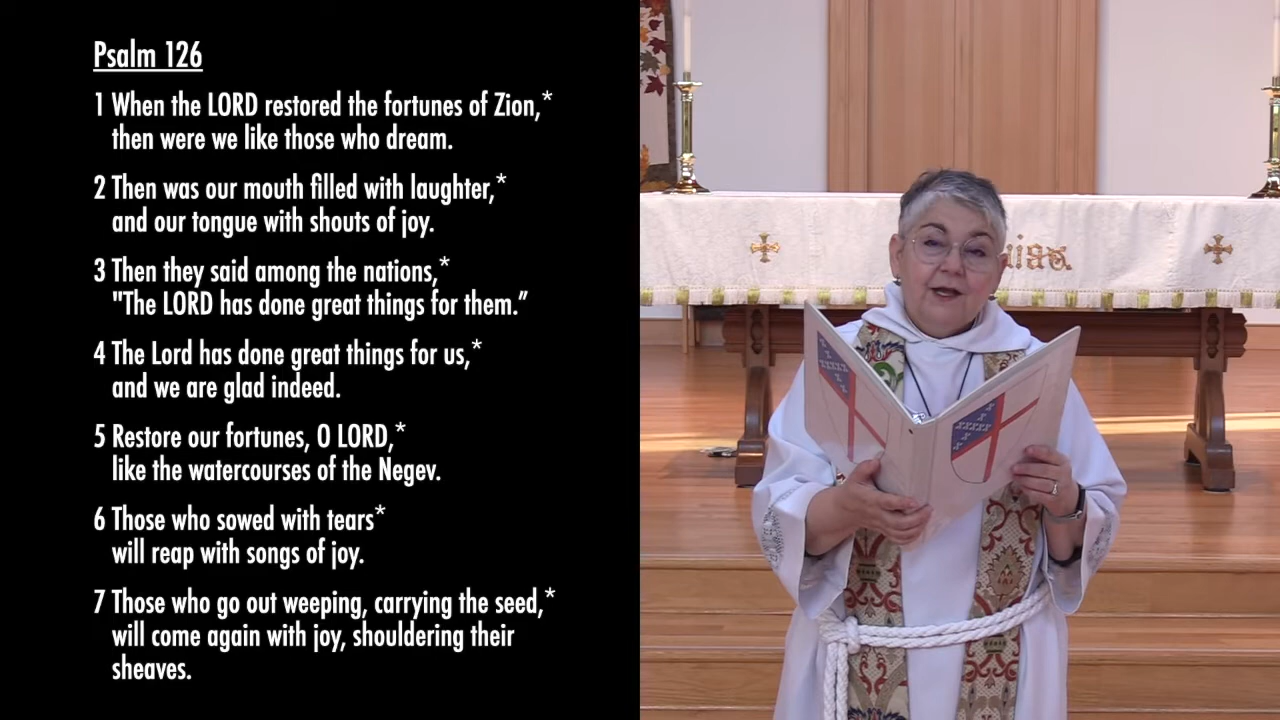 Psalm 126
1 When the LORD restored the fortunes of Zion,*
then were we like those who dream.
2 Then was our mouth filled with laughter,*
and our tongue with shouts of joy.
3 Then they said among the nations,*
"The LORD has done great things for them.”
4 The Lord has done great things for us,*
and we are glad indeed.
5 Restore our fortunes, O LORD,*
like the watercourses of the Negev.
6 Those who sowed with tears*
will reap with songs of joy.
7 Those who go out weeping, carrying the seed,*
will come again with joy, shouldering their
sheaves.